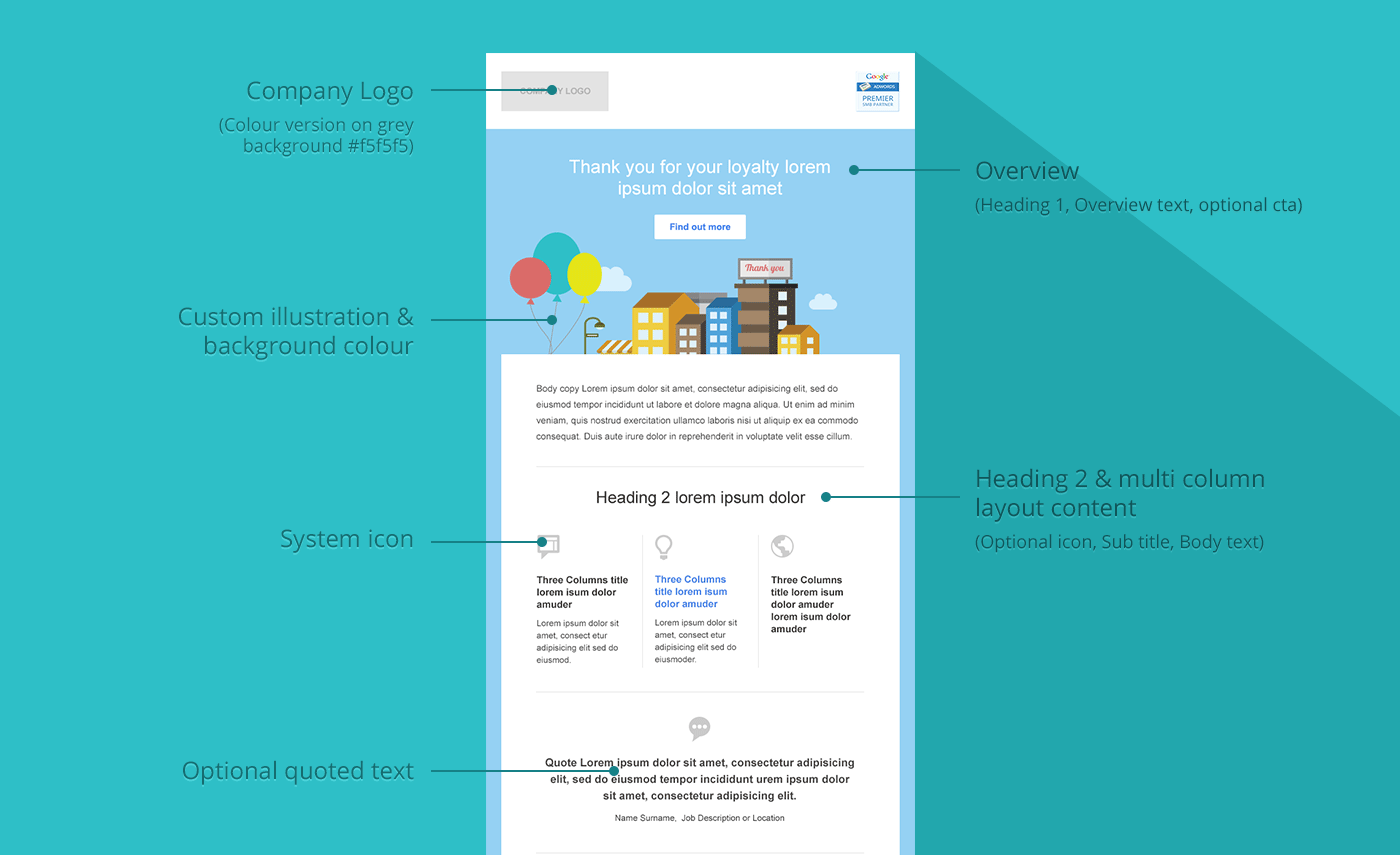 Company Logo
(Colour version on grey
background #f5f5f5)
COMPANY LOGO
Google
ADWORDS
PREMIER
SMB PARTNER
Thank you for your loyalty lorem
ipsum dolor sit amet
Find out more
Overview
(Heading 1, Overview text, optional cta)
Thank you
Custom illustration &
background colour
Body copy Lorem ipsum dolor sit amet, consectetur adipisicing elit, sed do
eiusmod tempor incididunt ut labore et dolore magna aliqua. Ut enim ad minim
veniam, quis nostrud exercitation ullamco laboris nisi ut aliquip ex ea commodo
consequat. Duis aute irure dolor in reprehenderit in voluptate velit esse cillum.
Heading 2 lorem ipsum dolor
Heading 2 & multi column
layout content
(Optional icon, Sub title, Body text)
System icon
Three Columns title
lorem isum dolor
amuder
Lorem ipsum dolor sit
amet, consect etur
adipisicing elit sed do
eiusmod.
Three Columns
title lorem isum
dolor amuder
Lorem ipsum dolor sit
amet, consect etur
adipisicing elit sed do
eiusmoder.
Three Columns
title lorem isum
dolor amuder
lorem isum dolor
amuder
Optional quoted text
Quote Lorem ipsum dolor sit amet, consectetur adipisicing
elit, sed do eiusmod tempor incididunt urem ipsum dolor
sit amet, consectetur adipisicing elit.
Name Surname, Job Description or Location